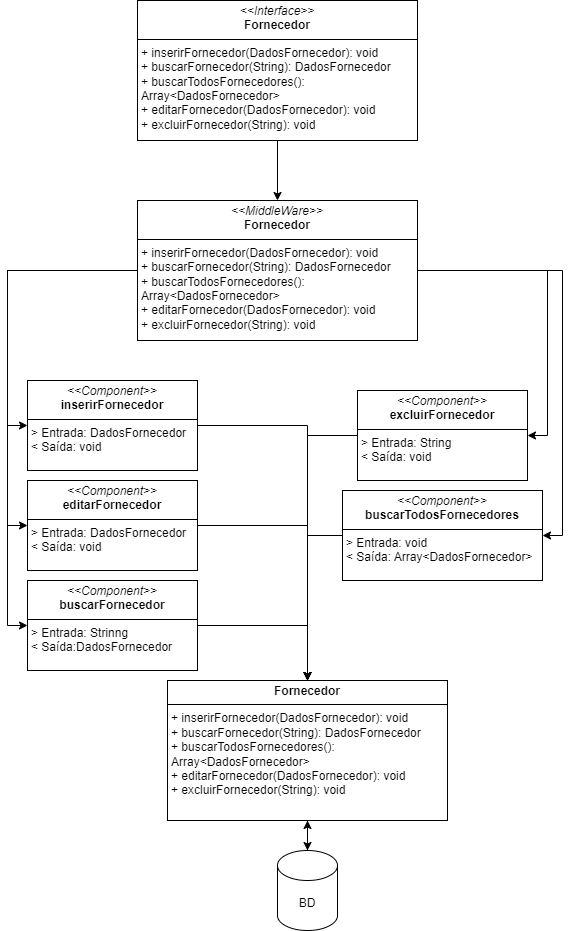 <<Interface>>
Fornecedor
+ inserirFornecedor(DadosFornecedor): void
+ buscarFornecedor(String): DadosFornecedor
+ buscarTodosFornecedores():
Array<DadosFornecedor>
+ editarFornecedor(DadosFornecedor): void
+ excluirFornecedor(String): void
<<MiddleWare>>
Fornecedor
+ inserirFornecedor(DadosFornecedor): void
+ buscarFornecedor(String): DadosFornecedor
+ buscarTodosFornecedores():
Array<DadosFornecedor>
+ editarFornecedor(DadosFornecedor): void
+ excluirFornecedor(String): void
<<Component>>
inserirFornecedor
> Entrada: DadosFornecedor
< Saída: void
<<Component>>
excluirFornecedor
> Entrada: String
< Saída: void
<<Component>>
editarFornecedor
> Entrada: DadosFornecedor
< Saída: void
<<Component>>
buscarTodosFornecedores
> Entrada: void
< Saída: Array<DadosFornecedor>
<<Component>>
buscarFornecedor
> Entrada: Strinng
< Saída:DadosFornecedor
Fornecedor
+ inserirFornecedor(DadosFornecedor): void
+ buscarFornecedor(String): DadosFornecedor
+ buscarTodosFornecedores():
Array<DadosFornecedor>
+ editarFornecedor(DadosFornecedor): void
+ excluirFornecedor(String): void
BD